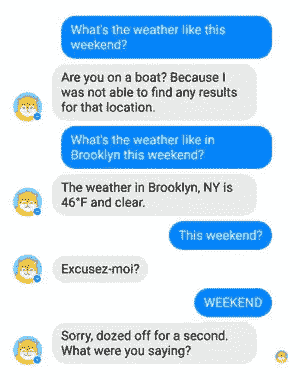 What's the weather like this
weekend?
Are you on a boat? Because I
was not able to find any results
for that location.
What's the weather like in
Brooklyn this weekend?
The weather in Brooklyn, NY is
46°F and clear.
This weekend?
Excusez-moi?
WEEKEND
Sorry, dozed off for a second.
What were you saying?